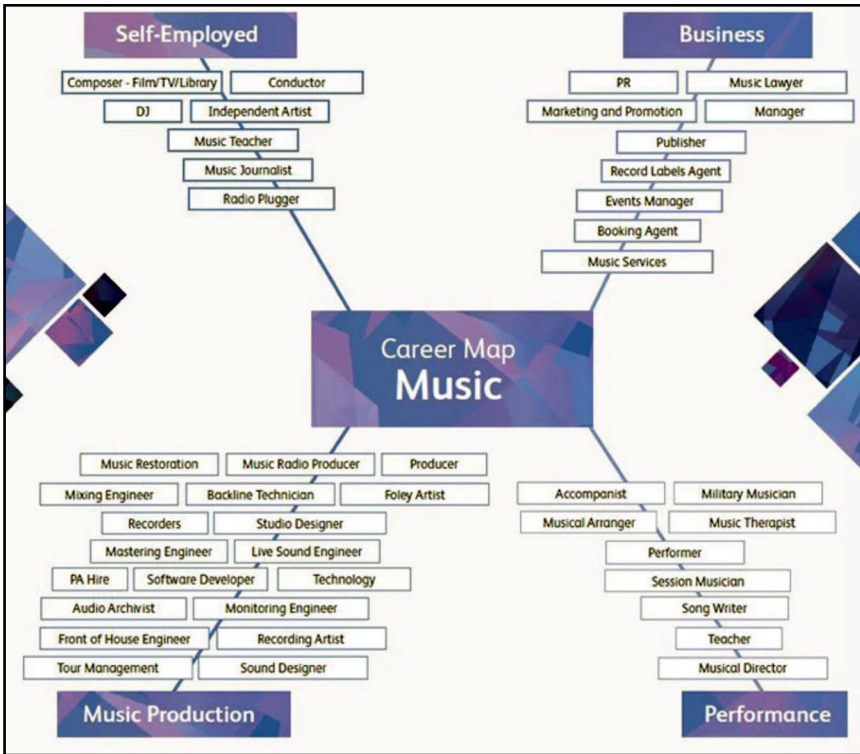 Self-Employed
Composer - Film/TV/Library
Conductor
DJ
Independent Artist
Music Teacher
Music Journalist
Radio Plugger
Business
PR
Music Lawyer
Marketing and Promotion
Manager
Publisher
Record Labels Agent
Events Manager
Booking Agent
Music Services
Career Map
Music
Music Restoration
Music Radio Producer
Producer
Mixing Engineer
Backline Technician
Foley Artist
Recorders
Studio Designer
Mastering Engineer
Live Sound Engineer
PA Hire
Software Developer
Technology
Audio Archivist
Monitoring Engineer
Front of House Engineer
Recording Artist
Tour Management
Sound Designer
Music Production
Accompanist
Military Musician
Musical Arranger
Music Therapist
Performer
Session Musician
Song Writer
Teacher
Musical Director
Performance